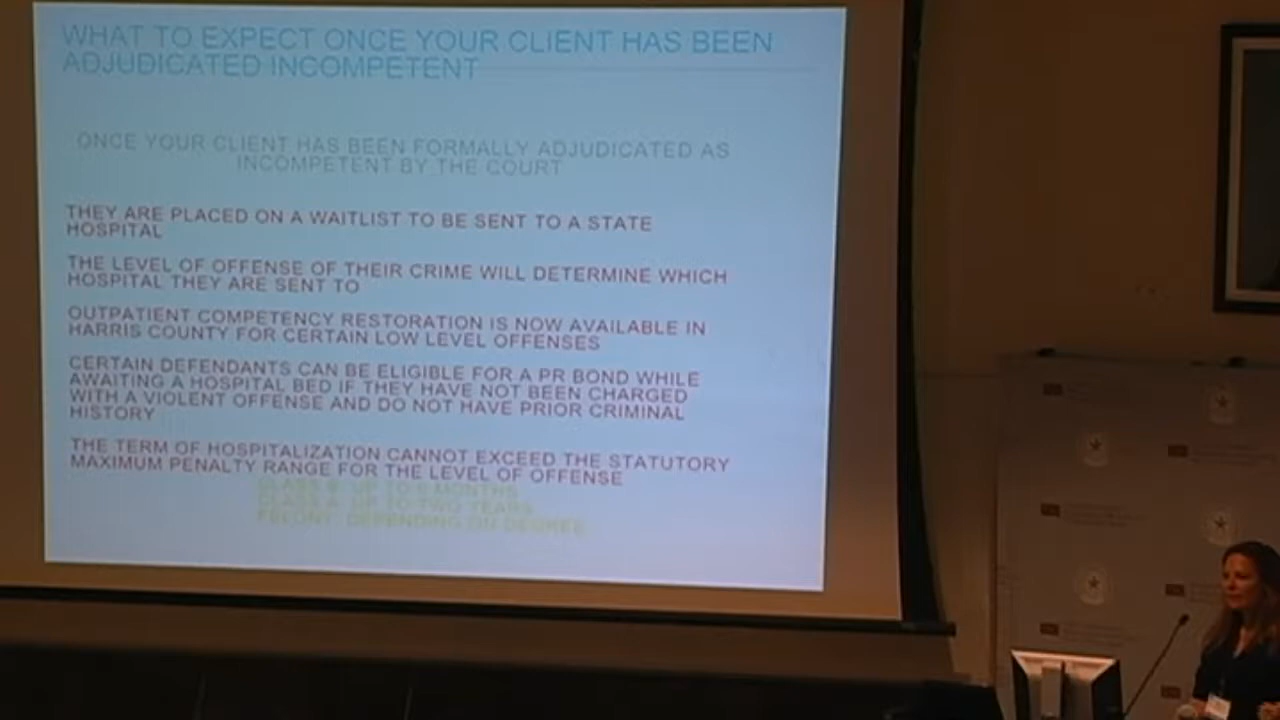 WHAT TO EXPECT ONCE YOUR CLIENT HAS BEEN
ADJUDICATED INCOMPETENT
ONCE YOUR CLIENT HAS BEEN FORMALLY ADJUDICATED AS
INCOMPETENT BY THE COURT
THEY ARE PLACED ON A WAITLIST TO BE SENT TO A STATE
HOSPITAL
THE LEVEL OF OFFENSE OF THEIR CRIME WILL DETERMINE WHICH
HOSPITAL THEY ARE SENT TO
OUTPATIENT COMPETENCY RESTORATION IS NOW AVAILABLE IN
HARRIS COUNTY FOR CERTAIN LOW LEVEL OFFENSES
CERTAIN DEFENDANTS CAN BE ELIGIBLE FOR A PR BOND WHILE
AWAITING A HOSPITAL BED IF THEY HAVE NOT BEEN CHARGED
WITH A VIOLENT OFFENSE AND DO NOT HAVE PRIOR CRIMINAL
HISTORY
THE TERM OF HOSPITALIZATION CANNOT EXCEED THE STATUTORY
MAXIMUM PENALTY RANGE FOR THE LEVEL OF OFFENSE
CLASS B: UP TO 6 MONTHS
CLASS A: UP TO TWO YEARS
FELONY: DEPENDING ON DEGREE